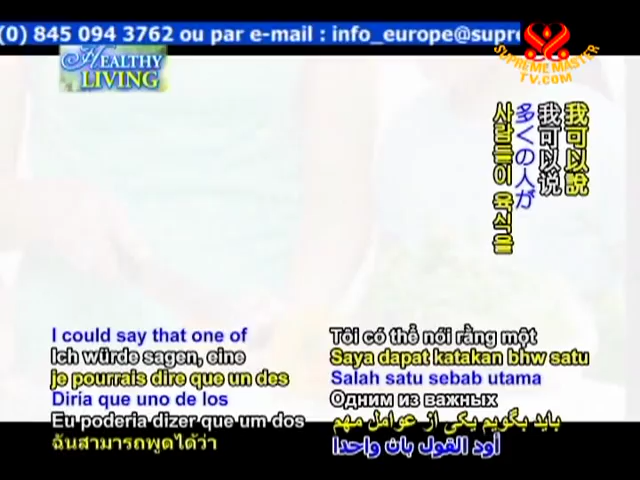 (0) 845 094 3762 ou par e-mail : info_europe@supre
HEALTHY
LIVING
SUPREME MASTER
TV.COM
我可以說
我可以说
多くの人が
사람들이 육식을
I could say that one of
Ich würde sagen, eine
je pourrais dire que un des
Diría que uno de los
Eu poderia dizer que um dos
ฉันสามารถพูดได้ว่า
Tôi có thể nói rằng một
Saya dapat katakan bhw satu
Salah satu sebab utama
Одним из важных
باید بگویم یکی از عوامل مهم
أود القول بان واحدا